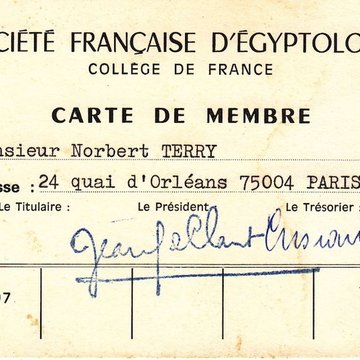 CIÉTÉ FRANÇAISE D'ÉGYPTOLO
COLLÈGE DE FRANCE
CARTE DE MEMBRE
nsieur Norbert TERRY
sse : 24 quai d'Orléans 75004 PARIS
Le Titulaire : Le Président Le Trésorier :
97